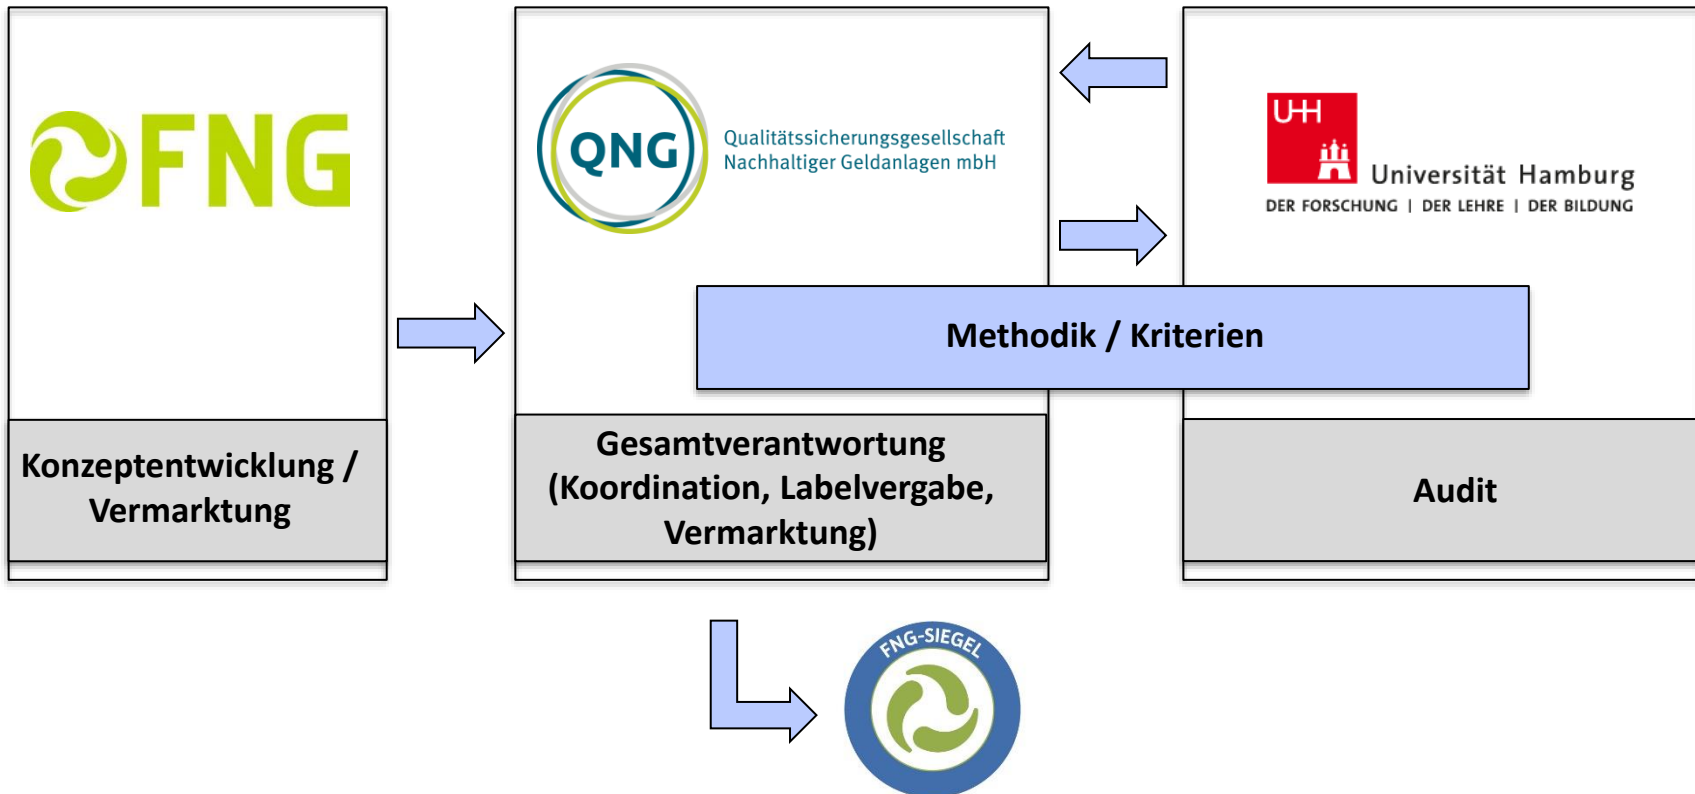 FNG
QNG
Qualitätssicherungsgesellschaft
Nachhaltiger Geldanlagen mbH
UHH
Universität Hamburg
DER FORSCHUNG | DER LEHRE | DER BILDUNG
Methodik / Kriterien
Konzeptentwicklung /
Vermarktung
Gesamtverantwortung
(Koordination, Labelvergabe,
Vermarktung)
Audit
FNG-SIEGEL